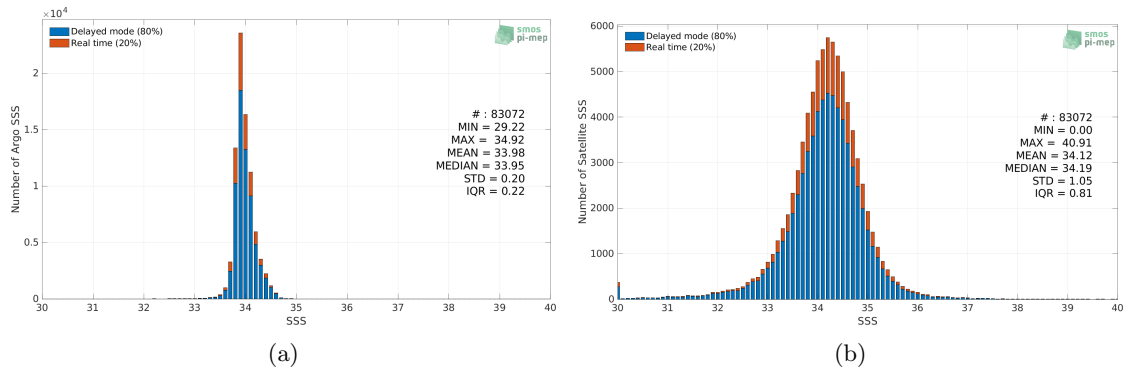 ×10⁴
Delayed mode (80%)
Real time (20%)
smos
pi-mep
# : 83072
MIN = 29.22
MAX = 34.92
MEAN = 33.98
MEDIAN = 33.95
STD = 0.20
IQR = 0.22
Number of Argo SSS
2
1.5
1
0.5
0
30 31 32 33 34 35 36 37 38 39 40
SSS
(a)
6000
5000
4000
3000
2000
1000
0
Number of Satellite SSS
Delayed mode (80%)
Real time (20%)
smos
pi-mep
# : 83072
MIN = 0.00
MAX = 40.91
MEAN = 34.12
MEDIAN = 34.19
STD = 1.05
IQR = 0.81
30 31 32 33 34 35 36 37 38 39 40
SSS
(b)